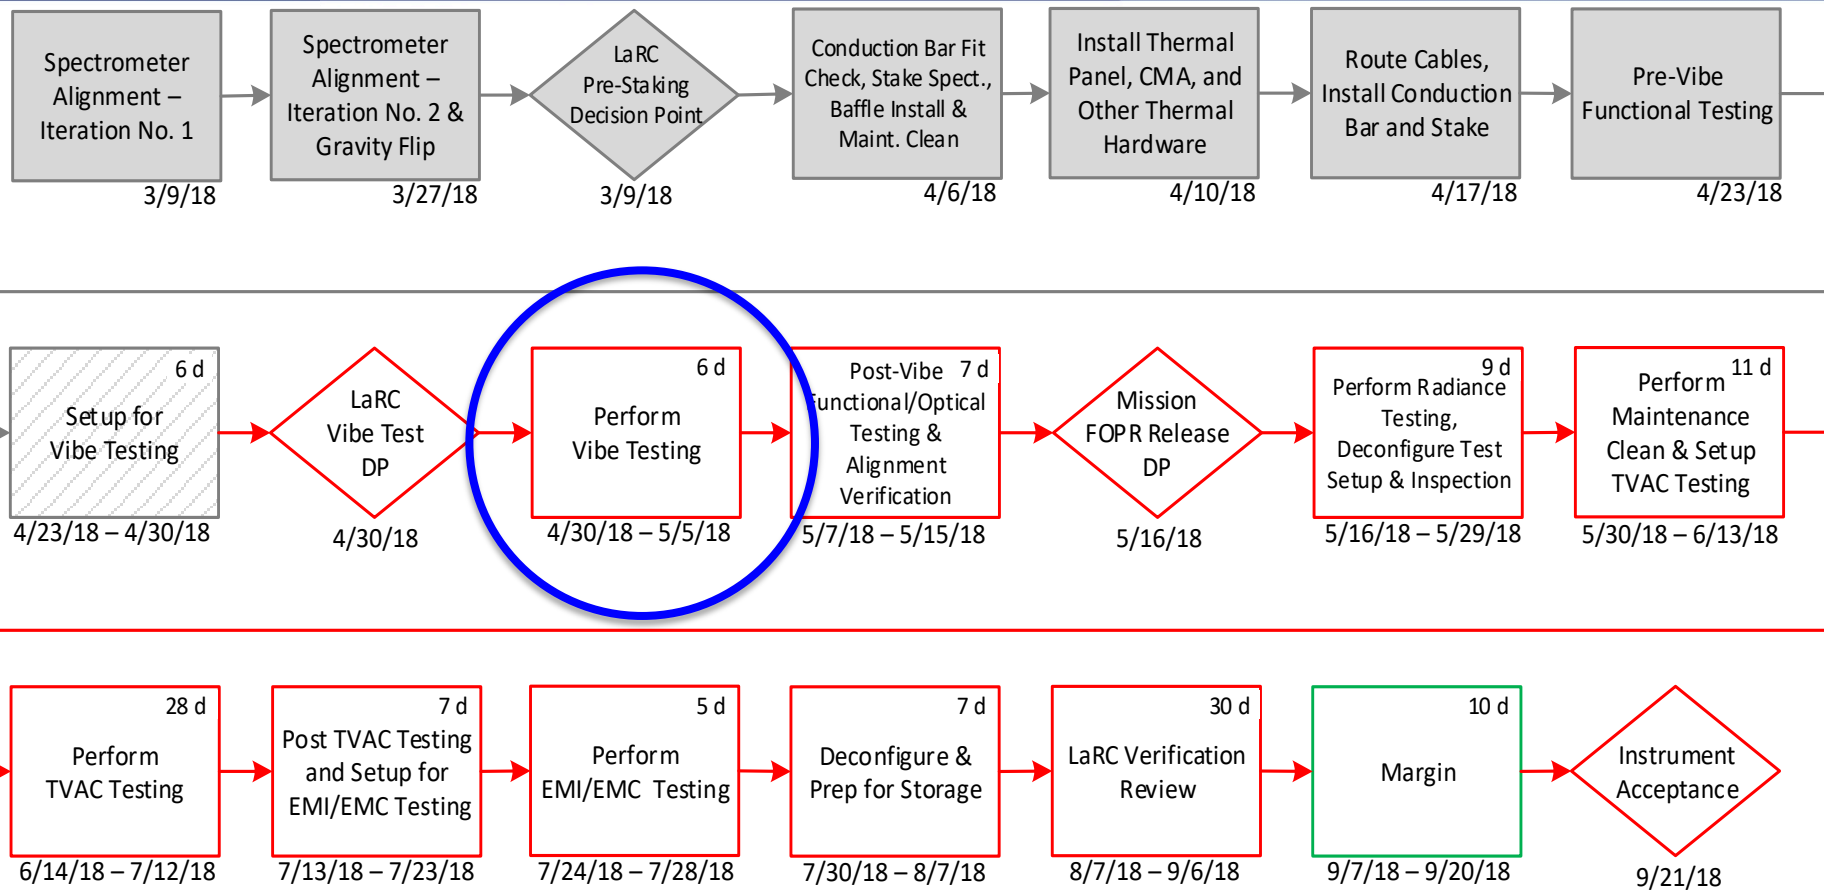 Spectrometer
Alignment –
Iteration No. 1
3/9/18
Spectrometer
Alignment –
Iteration No. 2 &
Gravity Flip
3/27/18
LaRC
Pre-Staking
Decision Point
3/9/18
Conduction Bar Fit
Check, Stake Spect.,
Baffle Install &
Maint. Clean
4/6/18
Install Thermal
Panel, CMA, and
Other Thermal
Hardware
4/10/18
Route Cables,
Install Conduction
Bar and Stake
4/17/18
Pre-Vibe
Functional Testing
4/23/18
6 d
Setup for
Vibe Testing
4/23/18 – 4/30/18
LaRC
Vibe Test
DP
4/30/18
6 d
Perform
Vibe Testing
4/30/18 – 5/5/18
Post-Vibe 7 d
Functional/Optical
Testing &
Alignment
Verification
5/7/18 – 5/15/18
Mission
FOPR Release
DP
5/16/18
9 d
Perform Radiance
Testing,
Deconfigure Test
Setup & Inspection
5/16/18 – 5/29/18
11 d
Perform
Maintenance
Clean & Setup
TVAC Testing
5/30/18 – 6/13/18
28 d
Perform
TVAC Testing
6/14/18 – 7/12/18
7 d
Post TVAC Testing
and Setup for
EMI/EMC Testing
7/13/18 – 7/23/18
5 d
Perform
EMI/EMC Testing
7/24/18 – 7/28/18
7 d
Deconfigure &
Prep for Storage
7/30/18 – 8/7/18
30 d
LaRC Verification
Review
8/7/18 – 9/6/18
10 d
Margin
9/7/18 – 9/20/18
Instrument
Acceptance
9/21/18